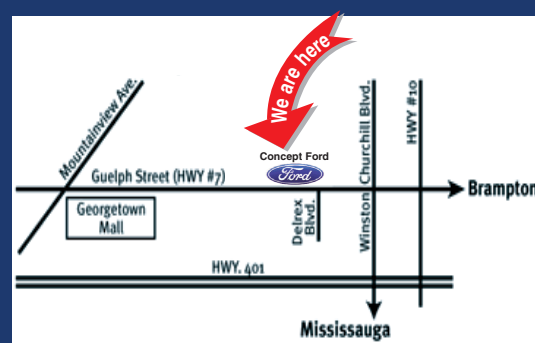 We are here
Mountainview Ave.
Churchill Blvd.
HWY #10
Concept Ford
Ford
Guelph Street (HWY #7)
Brampton
Georgetown
Mall
Delrex
Blvd.
Winston
HWY. 401
Mississauga